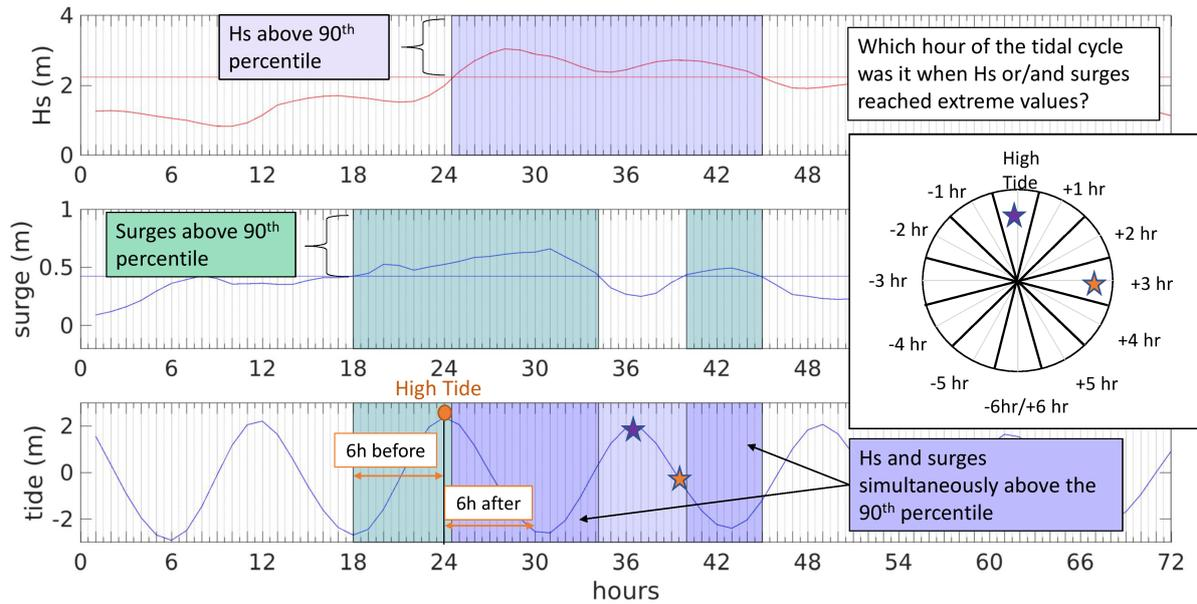 Hs (m)
4
2
0
Hs above 90th
percentile
0 6 12 18 24 30 36 42 48
Which hour of the tidal cycle
was it when Hs or/and surges
reached extreme values?
surge (m)
1
0.5
0
Surges above 90th
percentile
0 6 12 18 24 30 36 42 48
High
Tide
-1 hr
+1 hr
-2 hr
+2 hr
-3 hr
+3 hr
-4 hr
+4 hr
-5 hr
+5 hr
-6hr/+6 hr
High Tide
tide (m)
2
0
-2
6h before
6h after
Hs and surges
simultaneously above the
90th percentile
0 6 12 18 24 30 36 42 48 54 60 66 72
hours